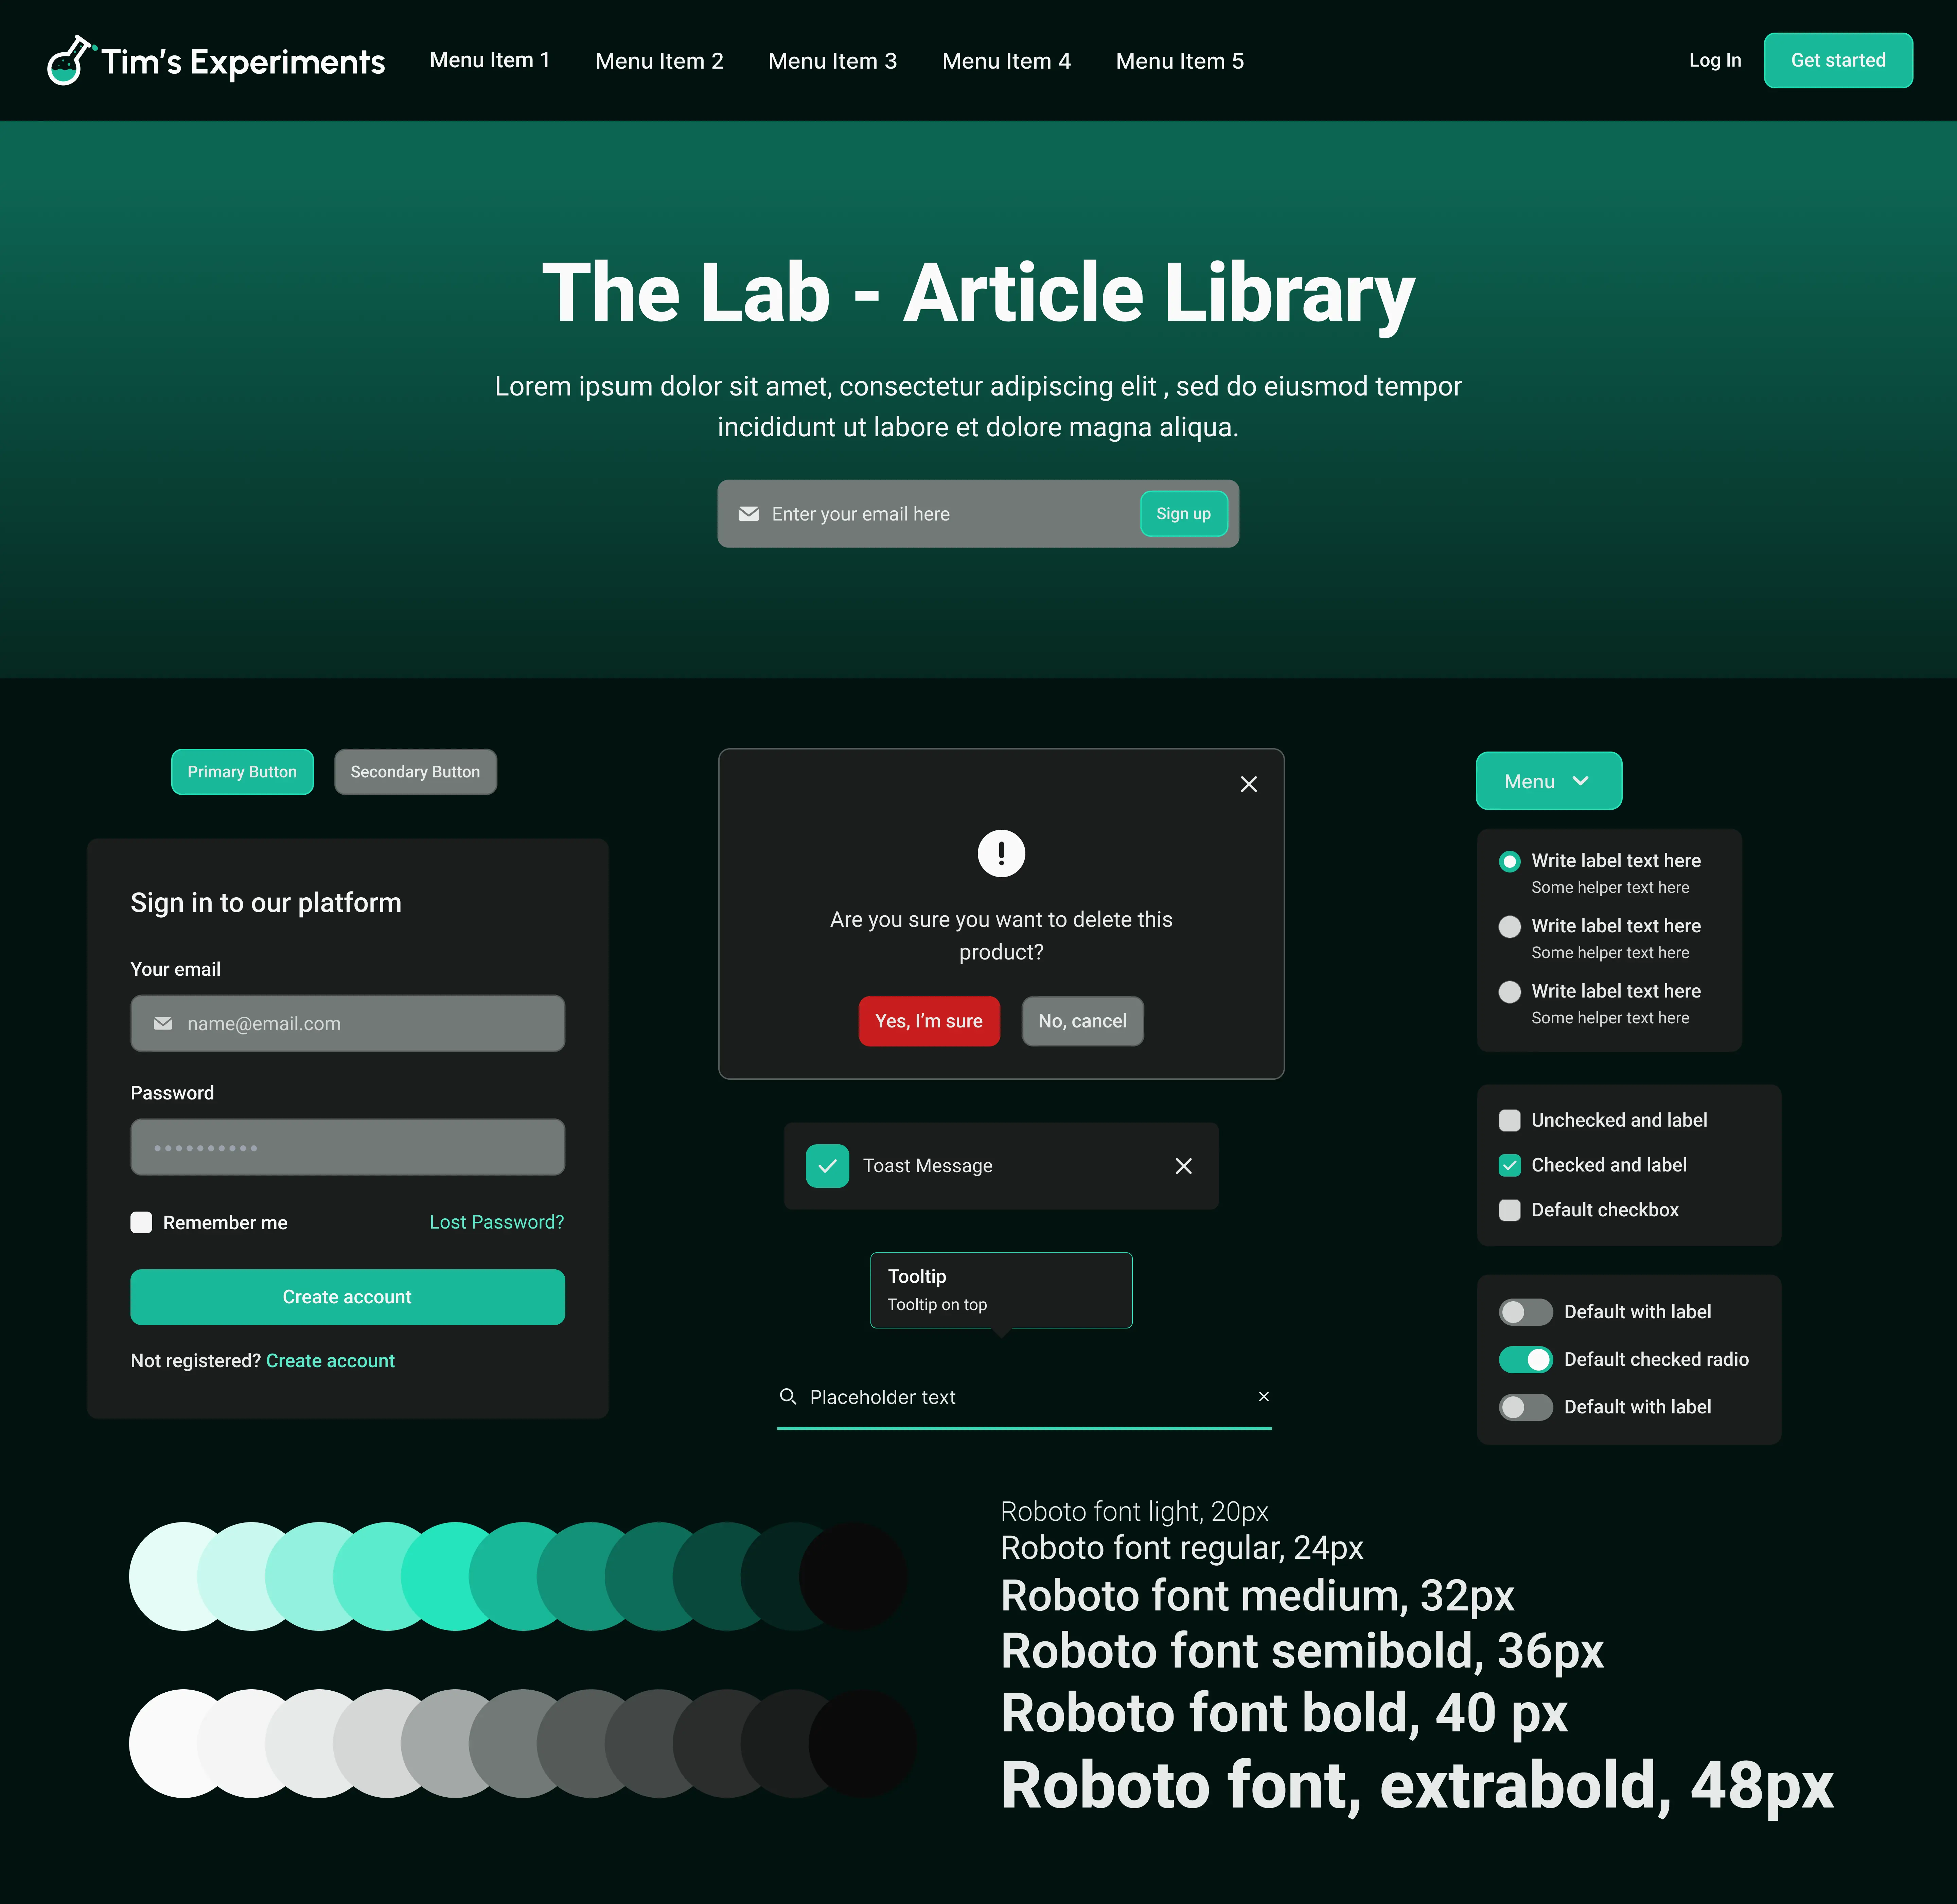 Tim's Experiments
Menu Item 1
Menu Item 2
Menu Item 3
Menu Item 4
Menu Item 5
Log In
Get started
The Lab - Article Library
Lorem ipsum dolor sit amet, consectetur adipiscing elit , sed do eiusmod tempor
incididunt ut labore et dolore magna aliqua.
Enter your email here
Sign up
Primary Button
Secondary Button
Sign in to our platform
Your email
name@email.com
Password
Remember me
Lost Password?
Create account
Not registered? Create account
Are you sure you want to delete this
product?
Yes, I'm sure
No, cancel
Toast Message
Tooltip
Tooltip on top
Placeholder text
Menu
Write label text here
Some helper text here
Write label text here
Some helper text here
Write label text here
Some helper text here
Unchecked and label
Checked and label
Default checkbox
Default with label
Default checked radio
Default with label
Roboto font light, 20px
Roboto font regular, 24px
Roboto font medium, 32px
Roboto font semibold, 36px
Roboto font bold, 40 px
Roboto font, extrabold, 48px